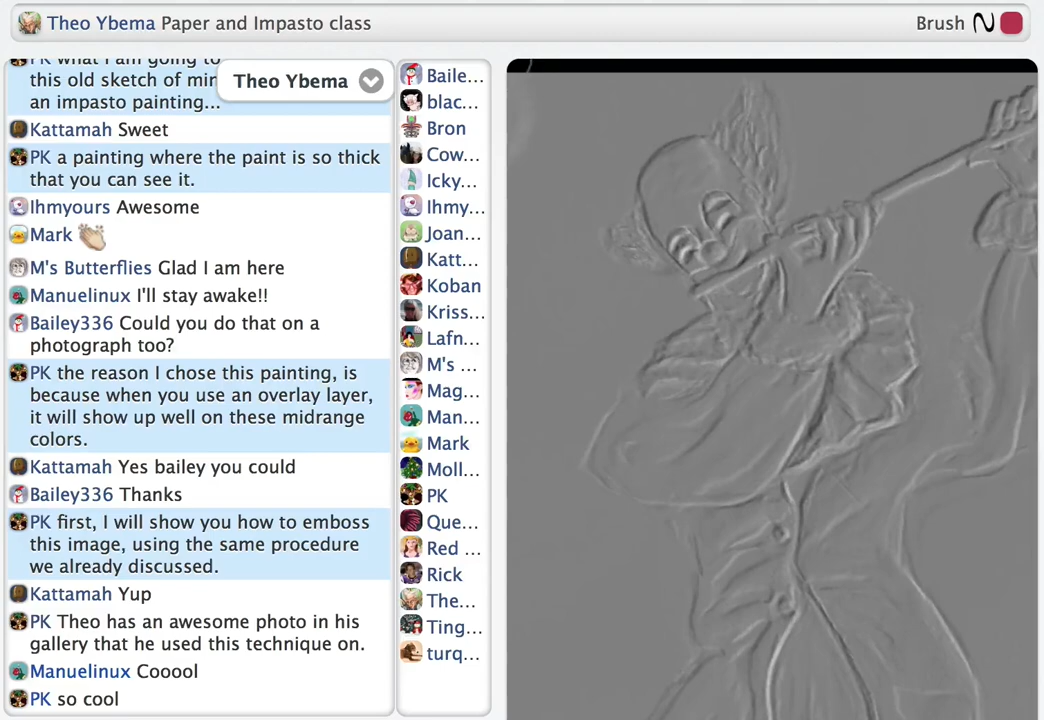 Theo Ybema Paper and Impasto class
Brush
PK what I am going to
this old sketch of min
an impasto painting...
Theo Ybema
Kattamah Sweet
PK a painting where the paint is so thick
that you can see it.
Ihmyours Awesome
Mark 👏
M's Butterflies Glad I am here
Manuelinux I'll stay awake!!
Bailey336 Could you do that on a
photograph too?
PK the reason I chose this painting, is
because when you use an overlay layer,
it will show up well on these midrange
colors.
Kattamah Yes bailey you could
Bailey336 Thanks
PK first, I will show you how to emboss
this image, using the same procedure
we already discussed.
Kattamah Yup
PK Theo has an awesome photo in his
gallery that he used this technique on.
Manuelinux Cooool
PK so cool
Baile...
blac...
Bron
Cow...
Icky...
Ihmy...
Joan...
Katt...
Koban
Kriss...
Lafn...
M's ...
Mag...
Man...
Mark
Moll...
PK
Que...
Red ...
Rick
The...
Ting...
turq...